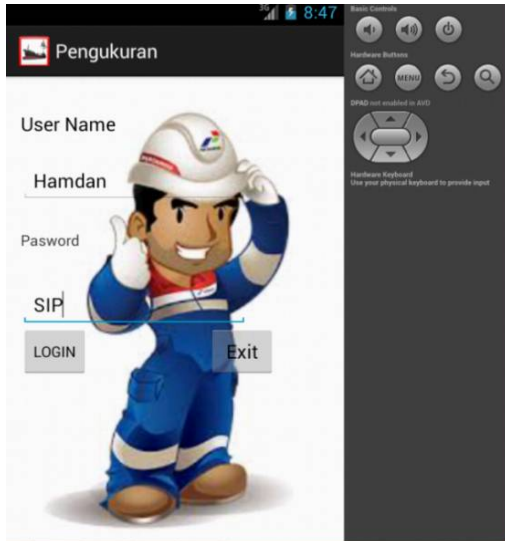 3G 8:47
Pengukuran
User Name
Hamdan
Pasword
SIP
LOGIN Exit
Basic Controls
Hardware Buttons
MENU
DPAD not enabled in AVD
Hardware Keyboard
Use your physical keyboard to provide input